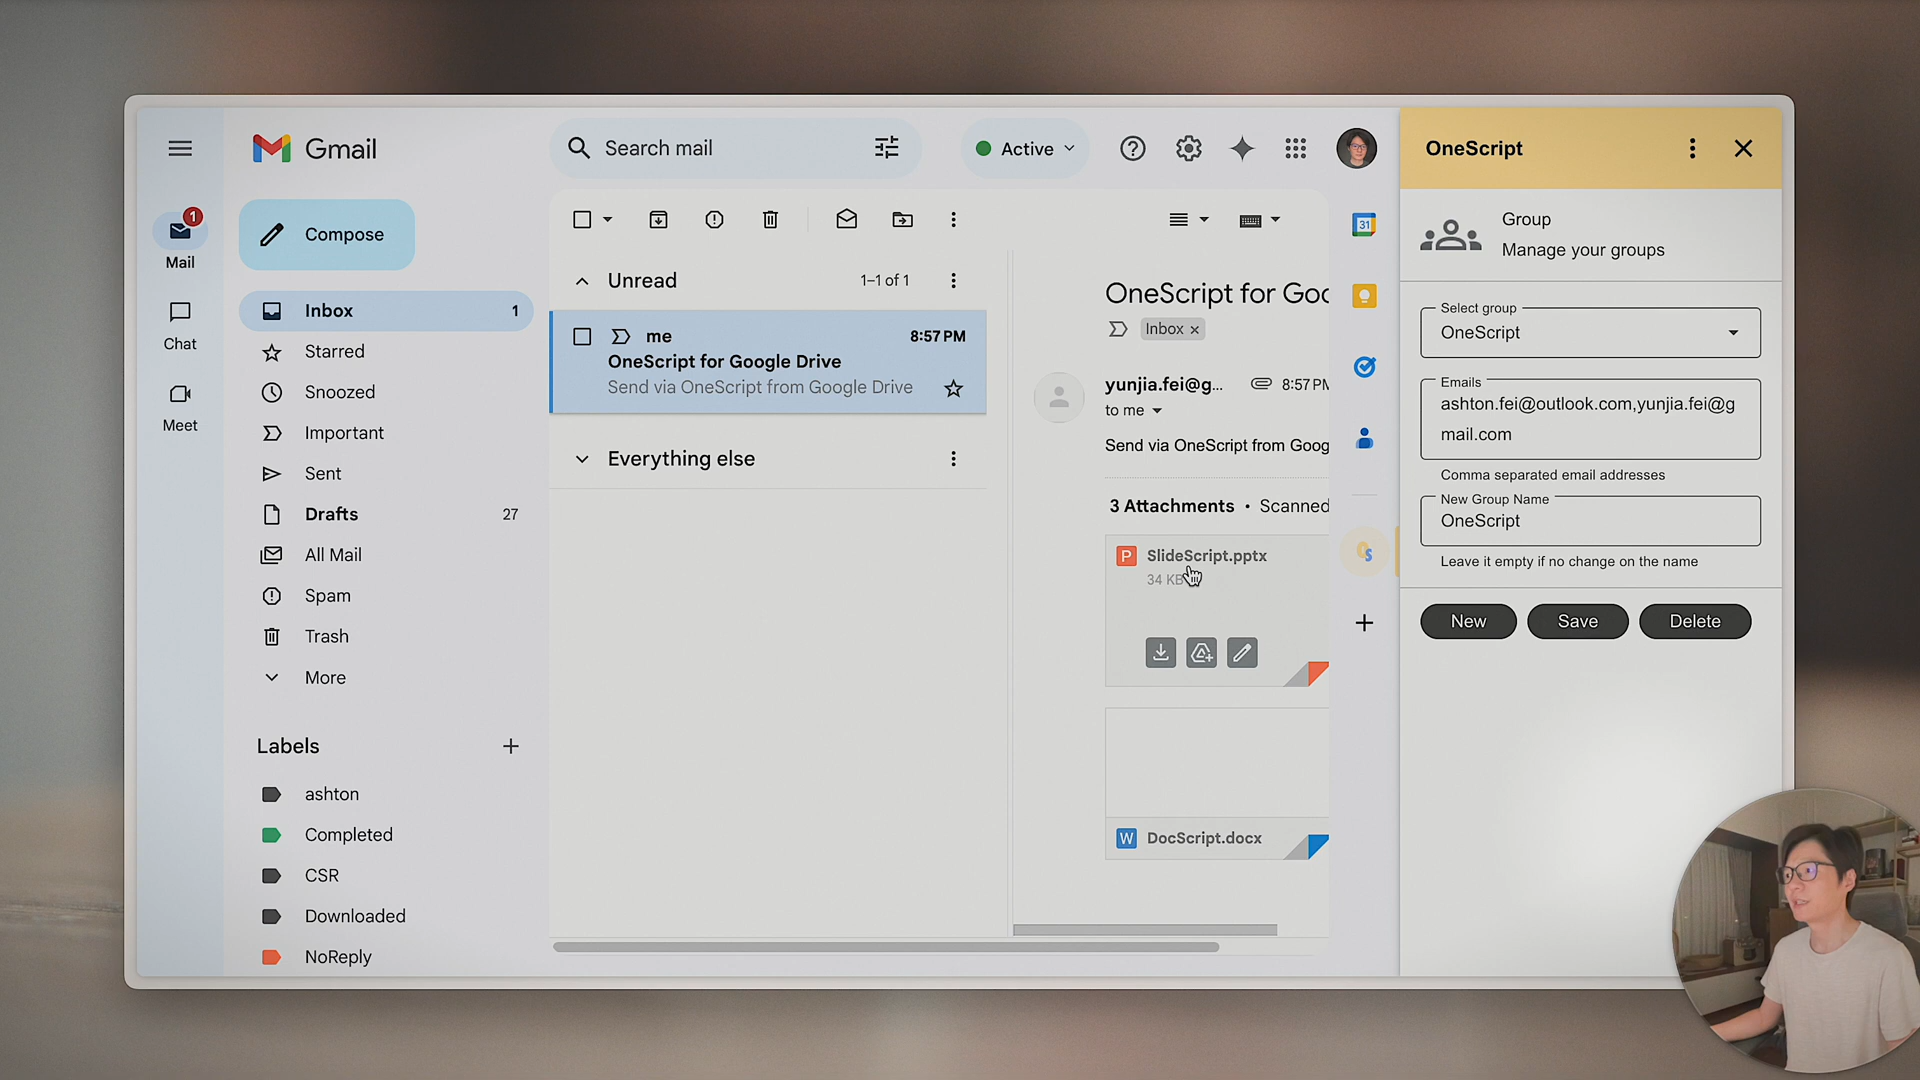 Gmail
Search mail
Active
OneScript
1
Mail
Chat
Meet
Compose
Inbox 1
Starred
Snoozed
Important
Sent
Drafts 27
All Mail
Spam
Trash
More
Labels
ashton
Completed
CSR
Downloaded
NoReply
Unread 1–1 of 1
me 8:57 PM
OneScript for Google Drive
Send via OneScript from Google Drive
Everything else
OneScript for Goo
Inbox ×
yunjia.fei@g... 8:57 PM
to me
Send via OneScript from Goog
3 Attachments • Scanned
P SlideScript.pptx
34 KB
W DocScript.docx
31
Group
Manage your groups
Select group
OneScript
Emails
ashton.fei@outlook.com,yunjia.fei@g
mail.com
Comma separated email addresses
New Group Name
OneScript
Leave it empty if no change on the name
New Save Delete